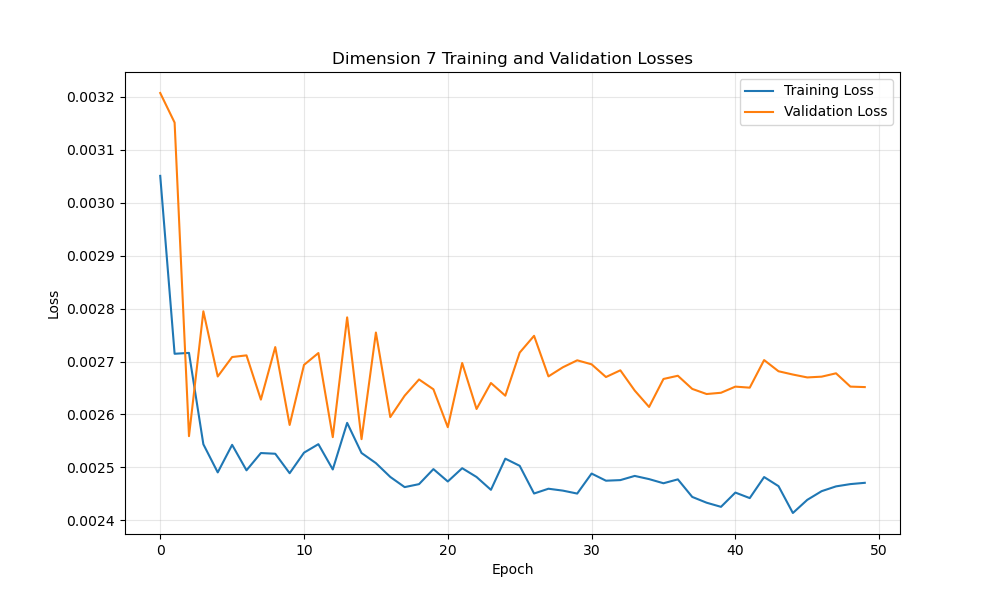 Dimension 7 Training and Validation Losses
Training Loss
Validation Loss
0.0032
0.0031
0.0030
0.0029
0.0028
0.0027
0.0026
0.0025
0.0024
Loss
0 10 20 30 40 50
Epoch